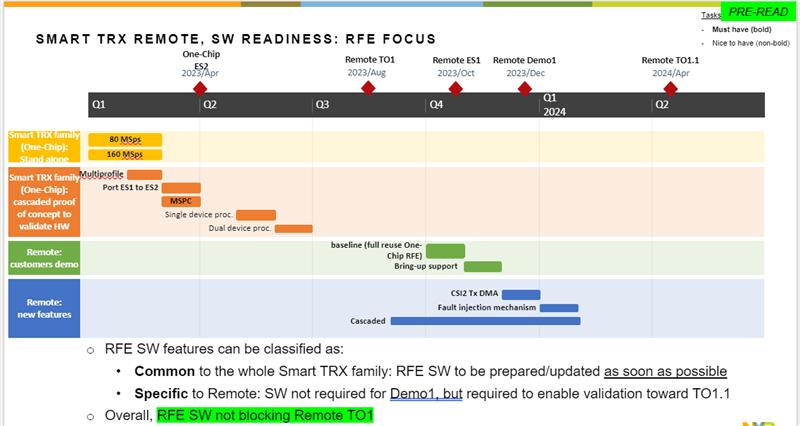 PRE-READ
Tasks
- Must have (bold)
- Nice to have (non-bold)
SMART TRX REMOTE, SW READINESS: RFE FOCUS
One-Chip
ES2
2023/Apr
Remote TO1
2023/Aug
Remote ES1
2023/Oct
Remote Demo1
2023/Dec
Remote TO1.1
2024/Apr
Q1
Q2
Q3
Q4
Q1
2024
Q2
Smart TRX family
(One-Chip):
Stand alone
80 MSps
160 MSps
Smart TRX family
(One-Chip):
cascaded proof
of concept to
validate HW
Multiprofile
Port ES1 to ES2
MSPC
Single device proc.
Dual device proc.
Remote:
customers demo
baseline (full reuse One-
Chip RFE)
Bring-up support
Remote:
new features
CSI2 Tx DMA
Fault injection mechanism
Cascaded
o RFE SW features can be classified as:
• Common to the whole Smart TRX family: RFE SW to be prepared/updated as soon as possible
• Specific to Remote: SW not required for Demo1, but required to enable validation toward TO1.1
o Overall, RFE SW not blocking Remote TO1